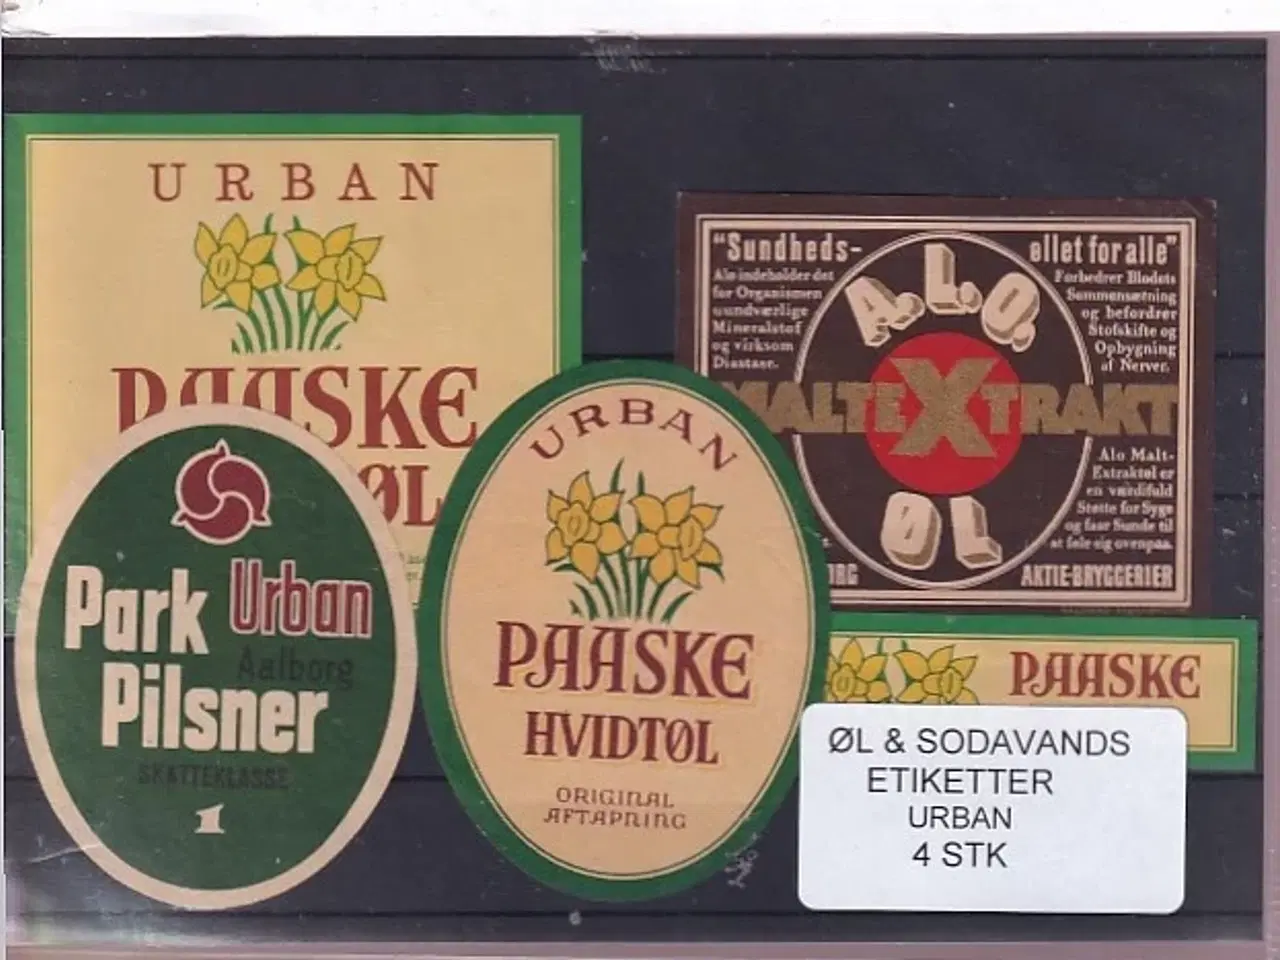 URBAN
PAASKE
ØL
Park Urban
Aalborg
Pilsner
SKATTEKLASSE
1
URBAN
PAASKE
HVIDTØL
ORIGINAL
AFTAPNING
"Sundheds-
Alo indeholder det
for Organismen
uundværlige
Mineralstof
og virksom
Diastase.
A.L.O.
øllet for alle"
Forbedrer Blodets
Sammensætning
og befordrer
Stofskifte og
Opbygning
af Nerver.
MALTEXTRAKT
ØL
Alo Malt-
Extraktøl er
en værdifuld
Støtte for Syge
og faar Sunde til
at føle sig ovenpaa.
AKTIE-BRYGGERIER
PAASKE
ØL & SODAVANDS
ETIKETTER
URBAN
4 STK